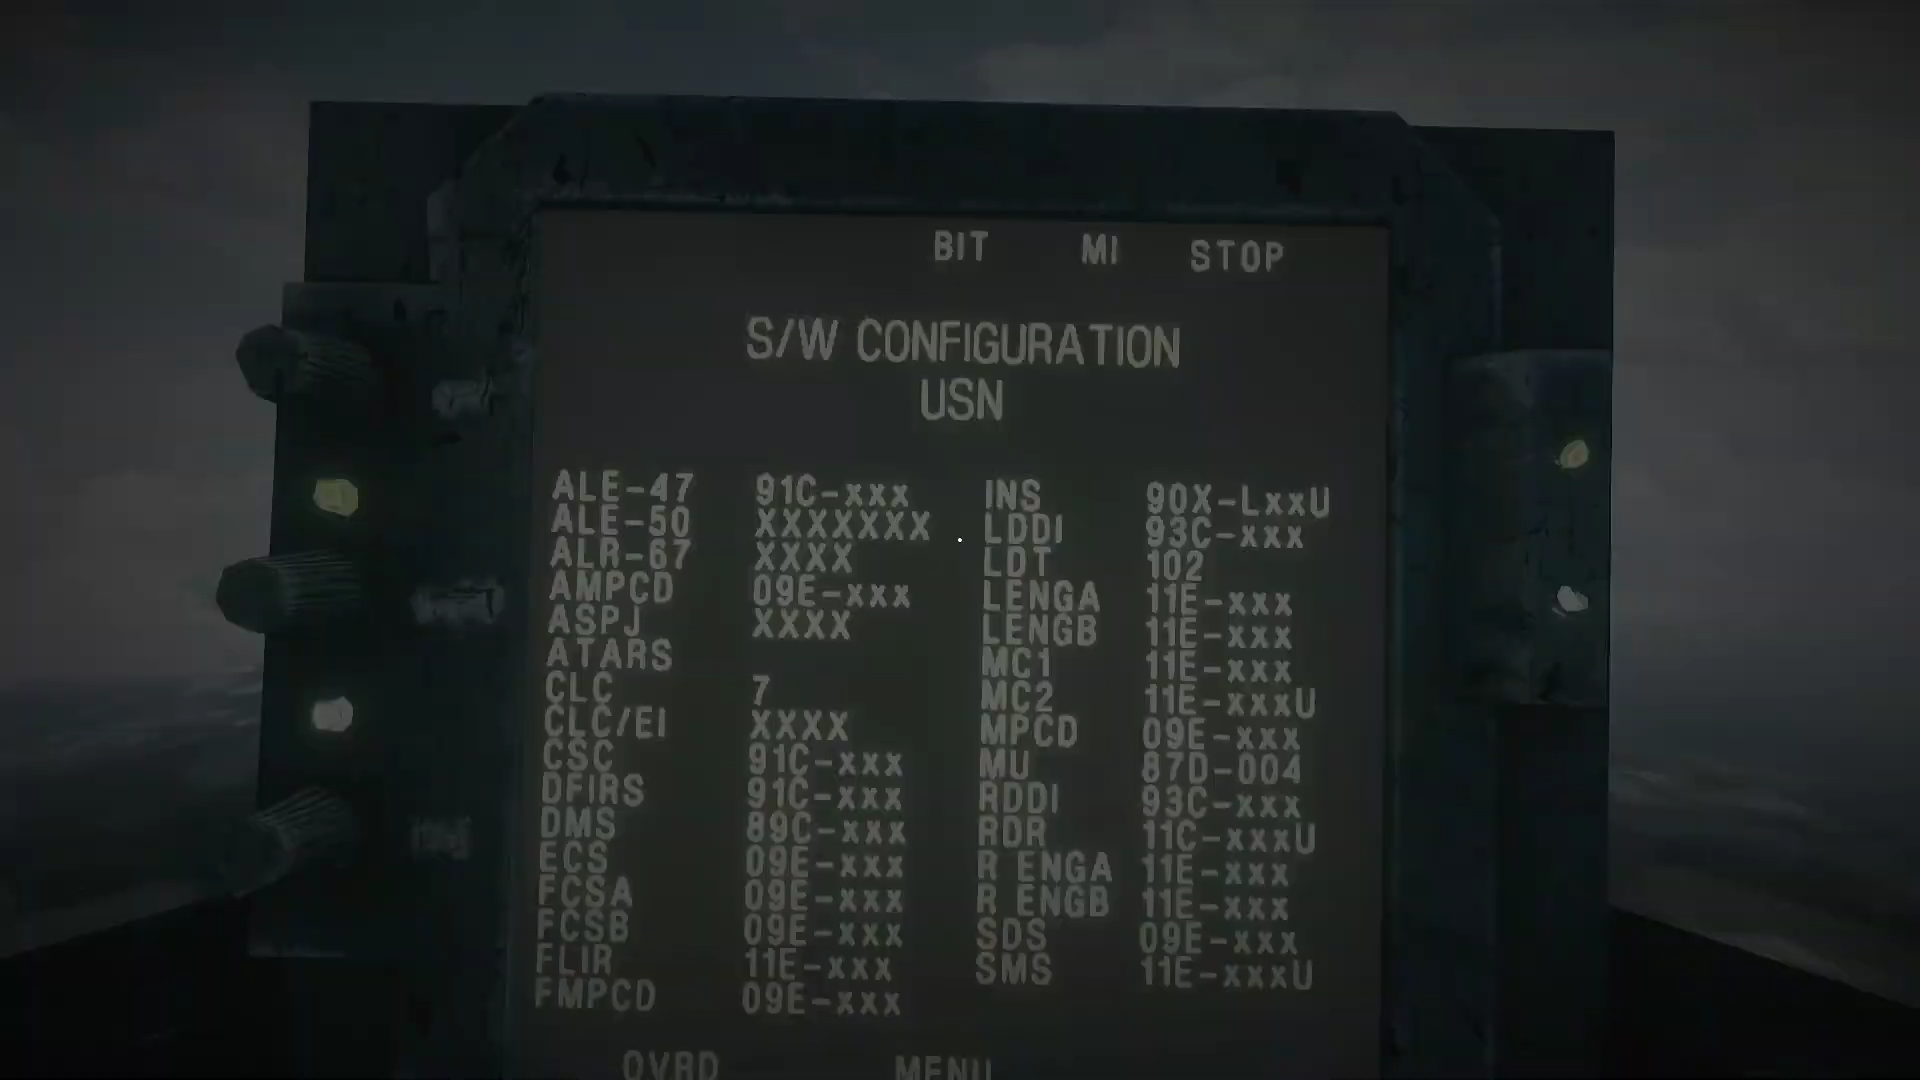 BIT MI STOP
S/W CONFIGURATION
USN
ALE-47 91C-xxx INS 90X-LxxU
ALE-50 XXXXXXX LDDI 93C-xxx
ALR-67 XXXX LDT 102
AMPCD 09E-xxx LENGA 11E-xxx
ASPJ XXXX LENGB 11E-xxx
ATARS MC1 11E-xxx
CLC 7 MC2 11E-xxxU
CLC/EI XXXX MPCD 09E-xxx
CSC 91C-xxx MU 87D-004
DFIRS 91C-xxx RDDI 93C-xxx
DMS 89C-xxx RDR 11C-xxxU
ECS 09E-xxx R ENGA 11E-xxx
FCSA 09E-xxx R ENGB 11E-xxx
FCSB 09E-xxx SDS 09E-xxx
FLIR 11E-xxx SMS 11E-xxxU
FMPCD 09E-xxx
OVRD MENU